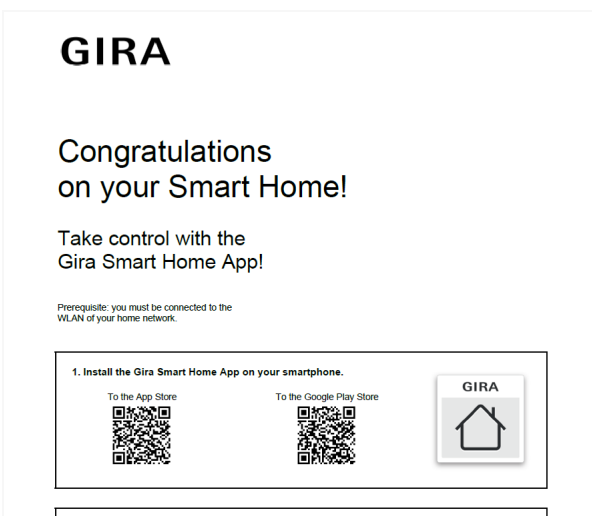 GIRA
Congratulations
on your Smart Home!
Take control with the
Gira Smart Home App!
Prerequisite: you must be connected to the
WLAN of your home network.
1. Install the Gira Smart Home App on your smartphone.
To the App Store
To the Google Play Store
GIRA